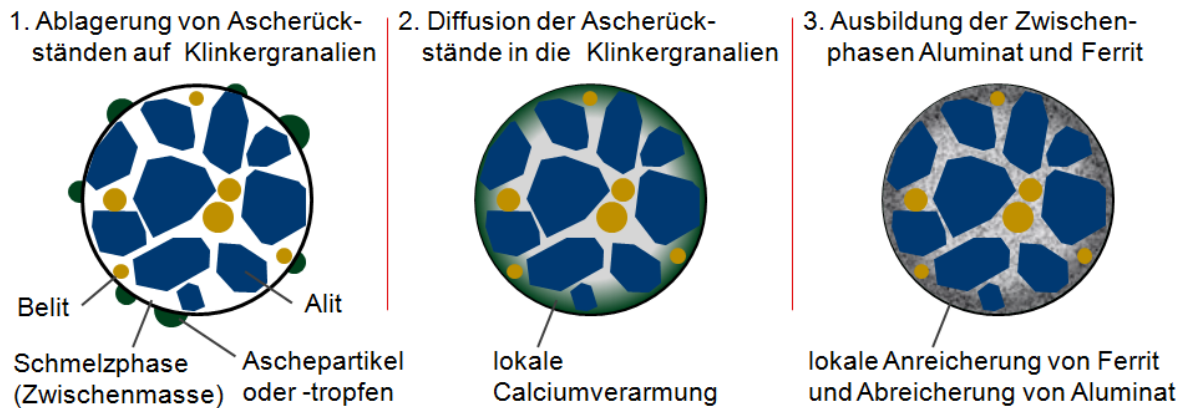 1. Ablagerung von Ascherück-
ständen auf Klinkergranalien
2. Diffusion der Ascherück-
stände in die Klinkergranalien
3. Ausbildung der Zwischen-
phasen Aluminat und Ferrit
Belit
Alit
Schmelzphase
(Zwischenmasse)
Aschepartikel
oder -tropfen
lokale
Calciumverarmung
lokale Anreicherung von Ferrit
und Abreicherung von Aluminat